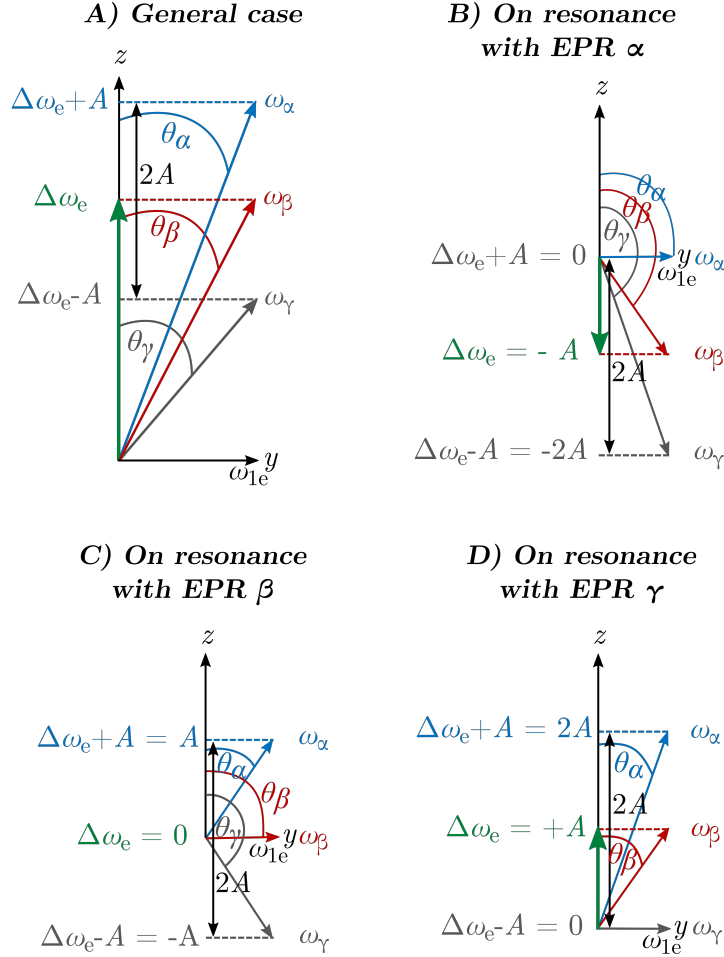 A) General case
z
Δωe+A
ωα
θα
2A
Δωe
ωβ
θβ
Δωe-A
ωγ
θγ
y
ω1e
B) On resonance
with EPR α
z
θα
θβ
θγ
Δωe+A = 0
y ωα
ω1e
Δωe = - A
ωβ
2A
Δωe-A = -2A
ωγ
C) On resonance
with EPR β
z
Δωe+A = A
ωα
θα
θβ
θγ
Δωe = 0
y ωβ
ω1e
2A
Δωe-A = -A
ωγ
D) On resonance
with EPR γ
z
Δωe+A = 2A
ωα
θα
2A
Δωe = +A
ωβ
θβ
Δωe-A = 0
y ωγ
ω1e